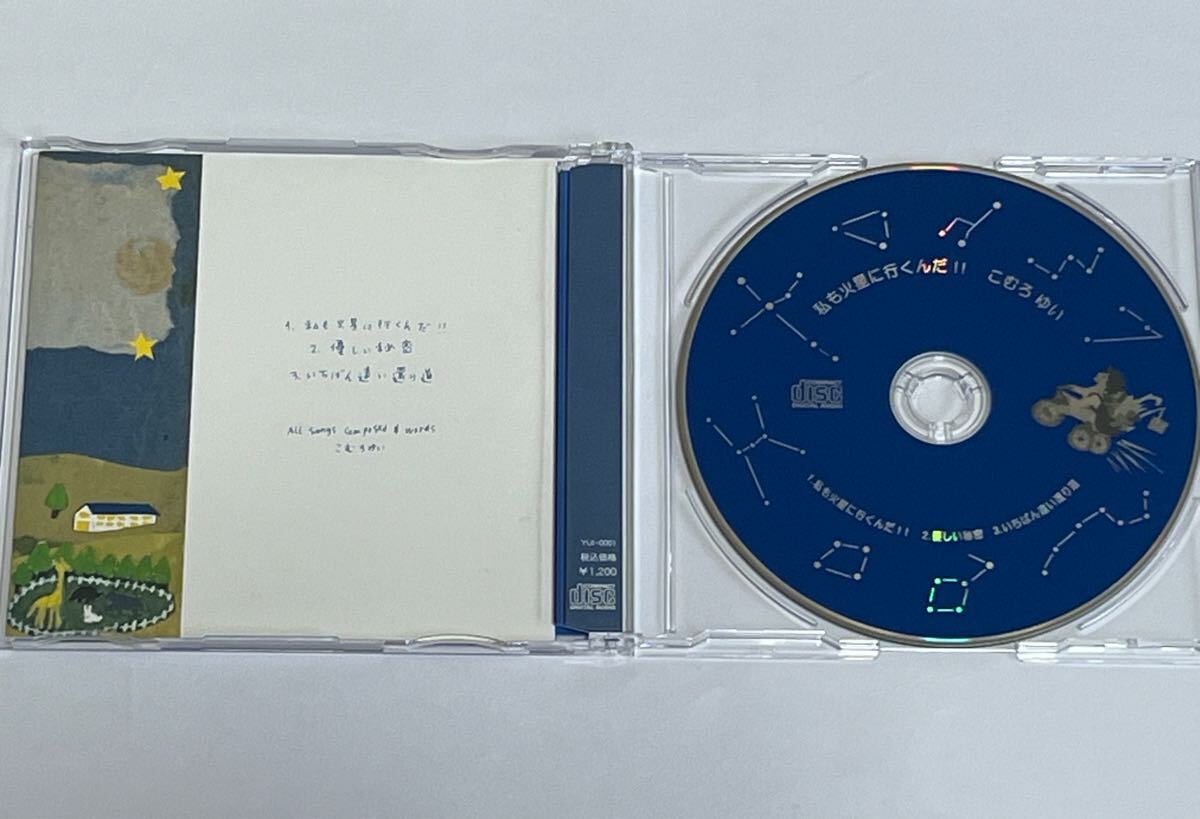 1. 私も火星に行くんだ!!
2. 優しい秘密
3. いちばん遠い還り道
ALL songs composed & words
こむろゆい
YUI-0001
税込価格
¥1,200
COMPACT
disc
DIGITAL AUDIO
私も火星に行くんだ!! こむろ ゆい
COMPACT
disc
DIGITAL AUDIO
1.私も火星に行くんだ!! 2.優しい秘密 3.いちばん遠い還り道